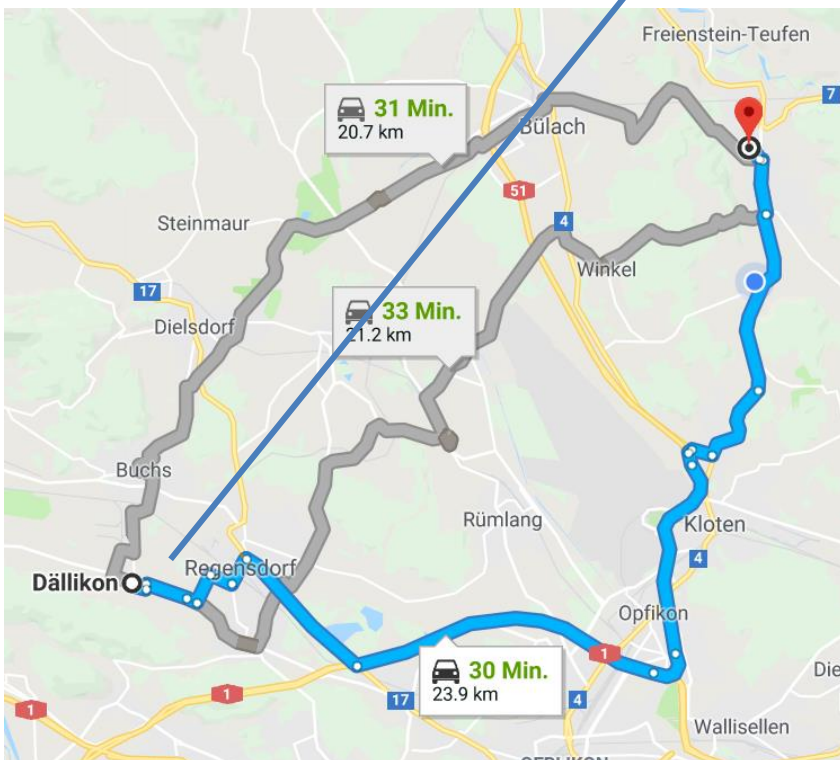 Freienstein-Teufen
7
31 Min.
20.7 km
Bülach
51
Steinmaur
4
Winkel
17
33 Min.
21.2 km
Dielsdorf
Buchs
Rümlang
Kloten
Regensdorf
4
Dällikon
Opfikon
1
30 Min.
23.9 km
1
1
17
4
Wallisellen